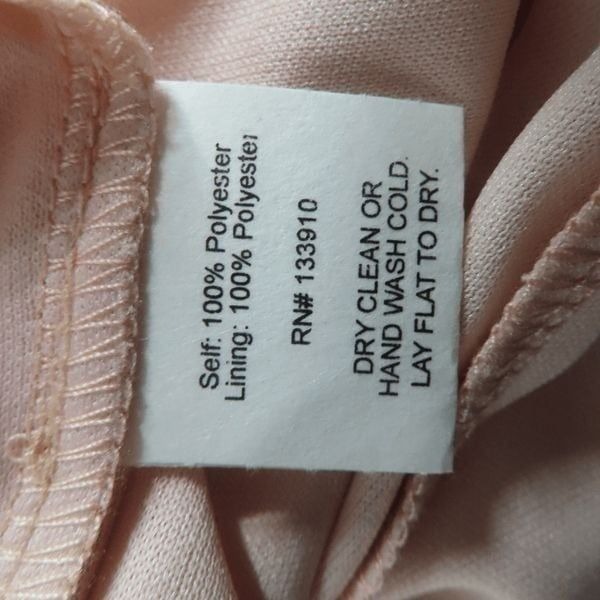 Self: 100% Polyester
Lining: 100% Polyester
RN# 133910
DRY CLEAN OR
HAND WASH COLD.
LAY FLAT TO DRY.